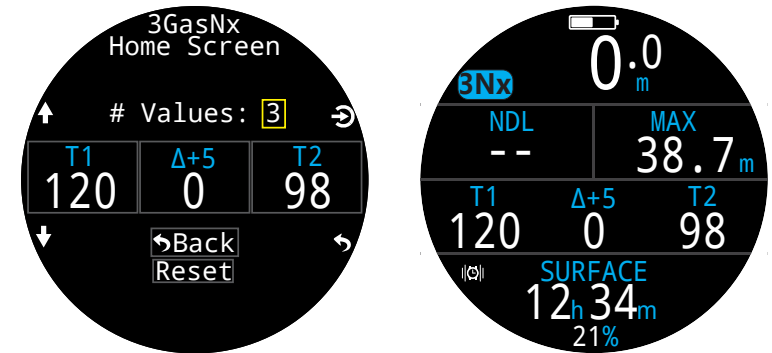 3GasNx
Home Screen
# Values: 3
T1 Δ+5 T2
120 0 98
Back
Reset
0.0
m
3Nx
NDL MAX
-- 38.7m
T1 Δ+5 T2
120 0 98
SURFACE
12h34m
21%